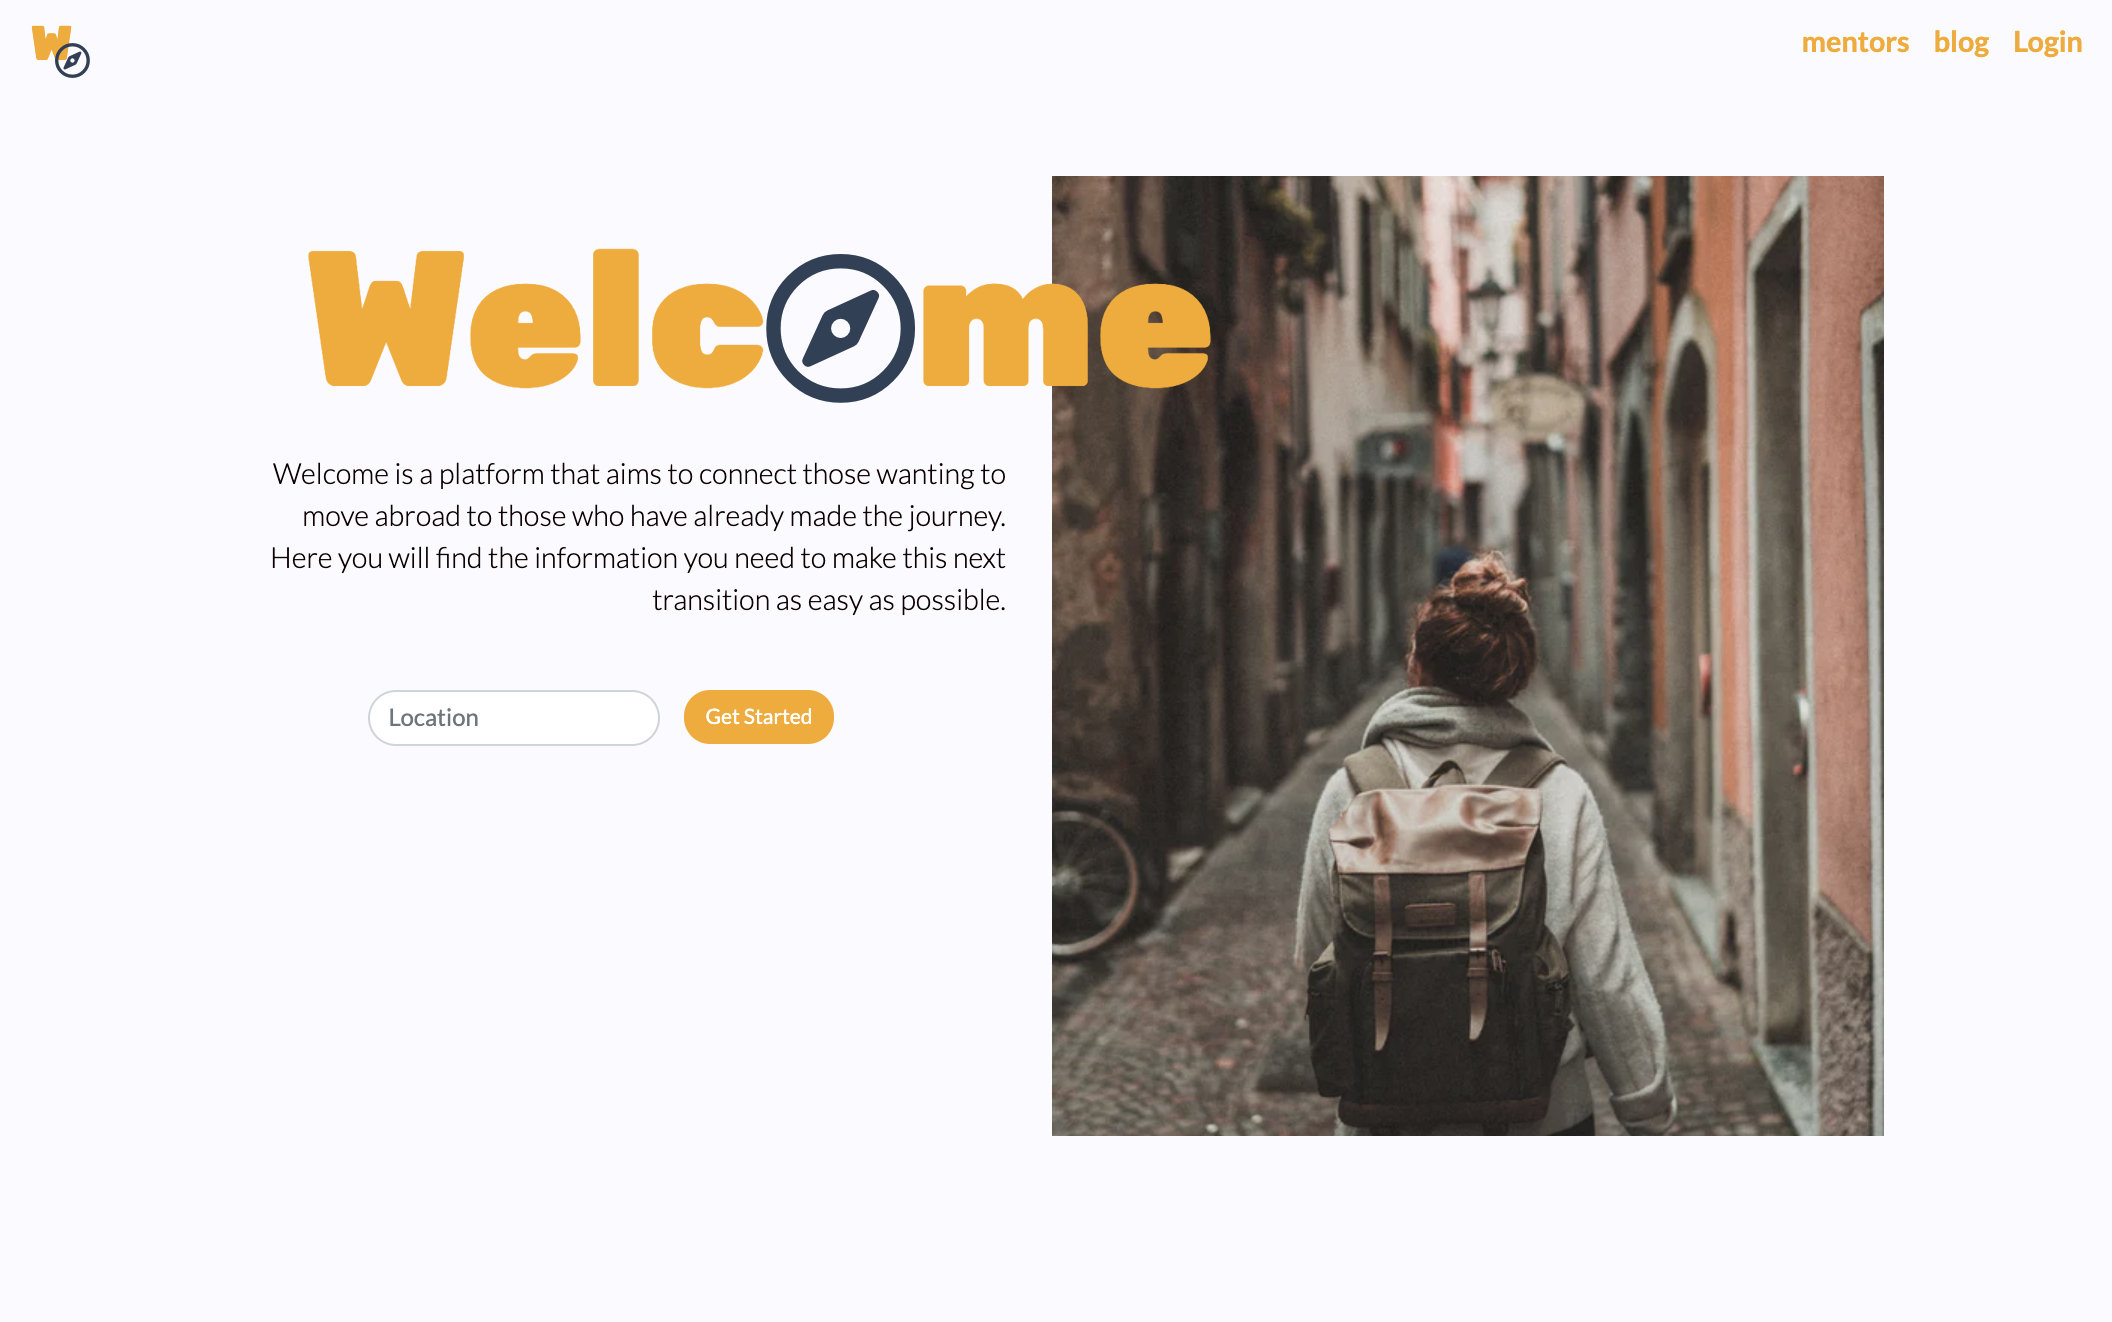 W
mentors blog Login
Welcome
Welcome is a platform that aims to connect those wanting to
move abroad to those who have already made the journey.
Here you will find the information you need to make this next
transition as easy as possible.
Location Get Started